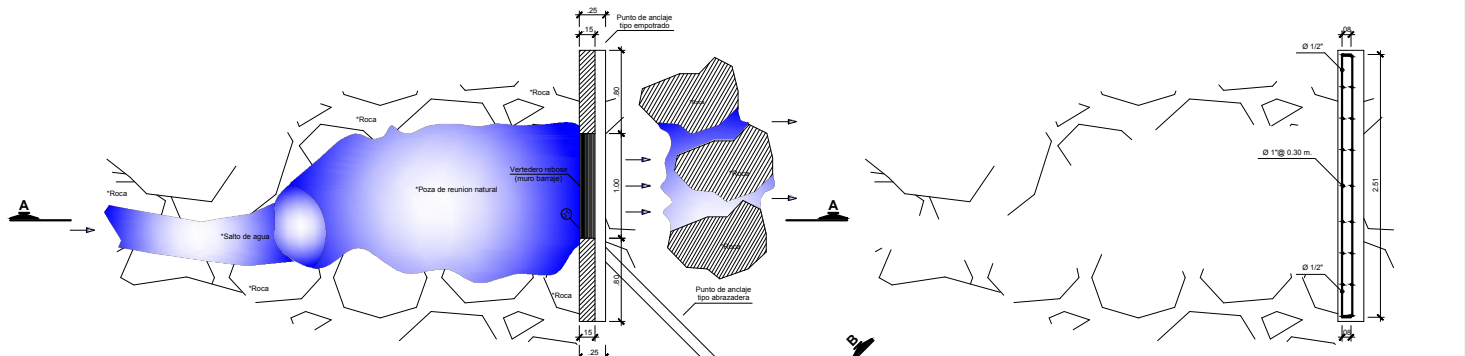 .25
Punto de anclaje
tipo empotrado
.15
.80
*Roca
*Roca
*Roca
*Roca
Vertedero rebose
(muro barraje)
*Poza de reunion natural
1.00
*Roca
A
*Salto de agua
*Roca
*Roca
*Roca
.80
Punto de anclaje
tipo abrazadera
.15
.25
A
B
.08
Ø 1/2"
Ø 1"@ 0.30 m.
2.51
Ø 1/2"
.08